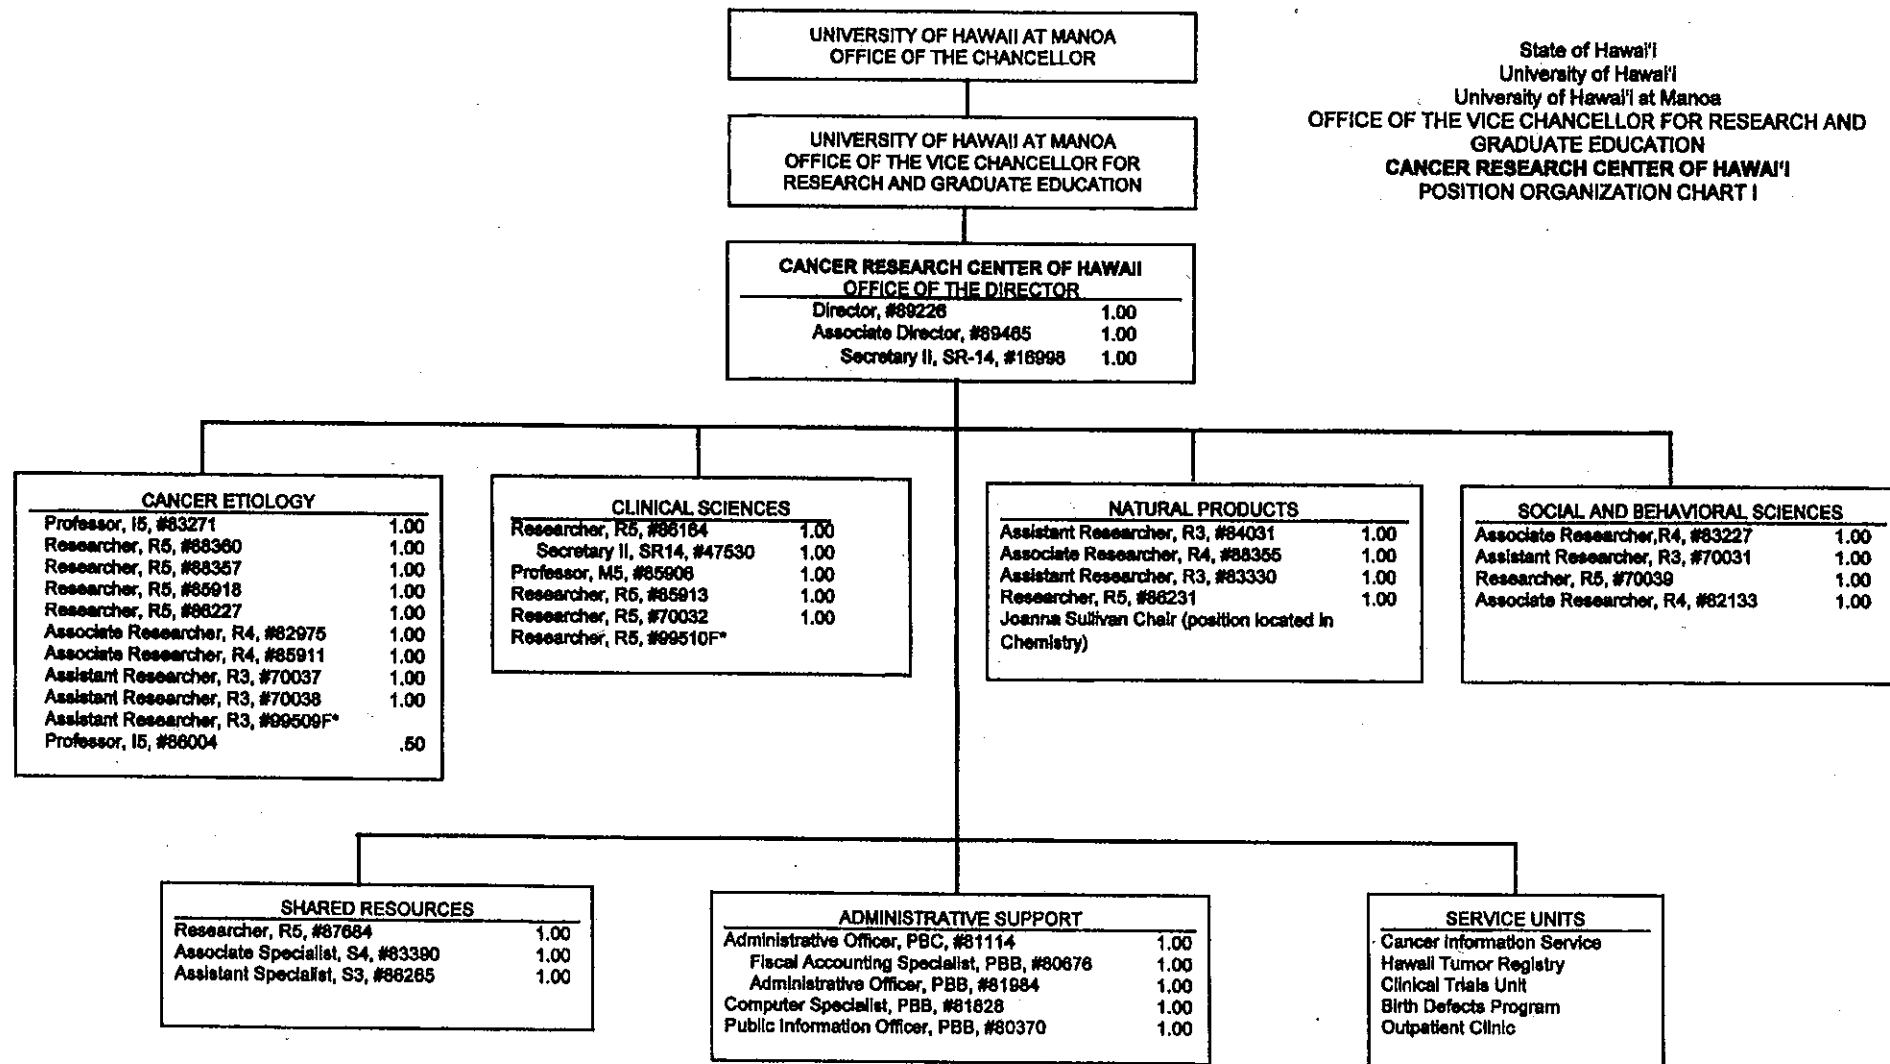 UNIVERSITY OF HAWAII AT MANOA
OFFICE OF THE CHANCELLOR
State of Hawai'i
University of Hawai'i
University of Hawai'i at Manoa
OFFICE OF THE VICE CHANCELLOR FOR RESEARCH AND
GRADUATE EDUCATION
CANCER RESEARCH CENTER OF HAWAI'I
POSITION ORGANIZATION CHART I
UNIVERSITY OF HAWAII AT MANOA
OFFICE OF THE VICE CHANCELLOR FOR
RESEARCH AND GRADUATE EDUCATION
CANCER RESEARCH CENTER OF HAWAII
OFFICE OF THE DIRECTOR
Director, #89226 1.00
Associate Director, #89465 1.00
Secretary II, SR-14, #16998 1.00
CANCER ETIOLOGY
Professor, I5, #83271 1.00
Researcher, R5, #88360 1.00
Researcher, R5, #88357 1.00
Researcher, R5, #85918 1.00
Researcher, R5, #86227 1.00
Associate Researcher, R4, #82975 1.00
Associate Researcher, R4, #85911 1.00
Assistant Researcher, R3, #70037 1.00
Assistant Researcher, R3, #70038 1.00
Assistant Researcher, R3, #99509F*
Professor, I5, #86004 .50
CLINICAL SCIENCES
Researcher, R5, #86164 1.00
Secretary II, SR14, #47530 1.00
Professor, M5, #85906 1.00
Researcher, R5, #85913 1.00
Researcher, R5, #70032 1.00
Researcher, R5, #99510F*
NATURAL PRODUCTS
Assistant Researcher, R3, #84031 1.00
Associate Researcher, R4, #88355 1.00
Assistant Researcher, R3, #83330 1.00
Researcher, R5, #86231 1.00
Joanna Sullivan Chair (position located in
Chemistry)
SOCIAL AND BEHAVIORAL SCIENCES
Associate Researcher,R4, #83227 1.00
Assistant Researcher, R3, #70031 1.00
Researcher, R5, #70039 1.00
Associate Researcher, R4, #82133 1.00
SHARED RESOURCES
Researcher, R5, #87684 1.00
Associate Specialist, S4, #83390 1.00
Assistant Specialist, S3, #86265 1.00
ADMINISTRATIVE SUPPORT
Administrative Officer, PBC, #81114 1.00
Fiscal Accounting Specialist, PBB, #80676 1.00
Administrative Officer, PBB, #81984 1.00
Computer Specialist, PBB, #81828 1.00
Public Information Officer, PBB, #80370 1.00
SERVICE UNITS
Cancer Information Service
Hawaii Tumor Registry
Clinical Trials Unit
Birth Defects Program
Outpatient Clinic